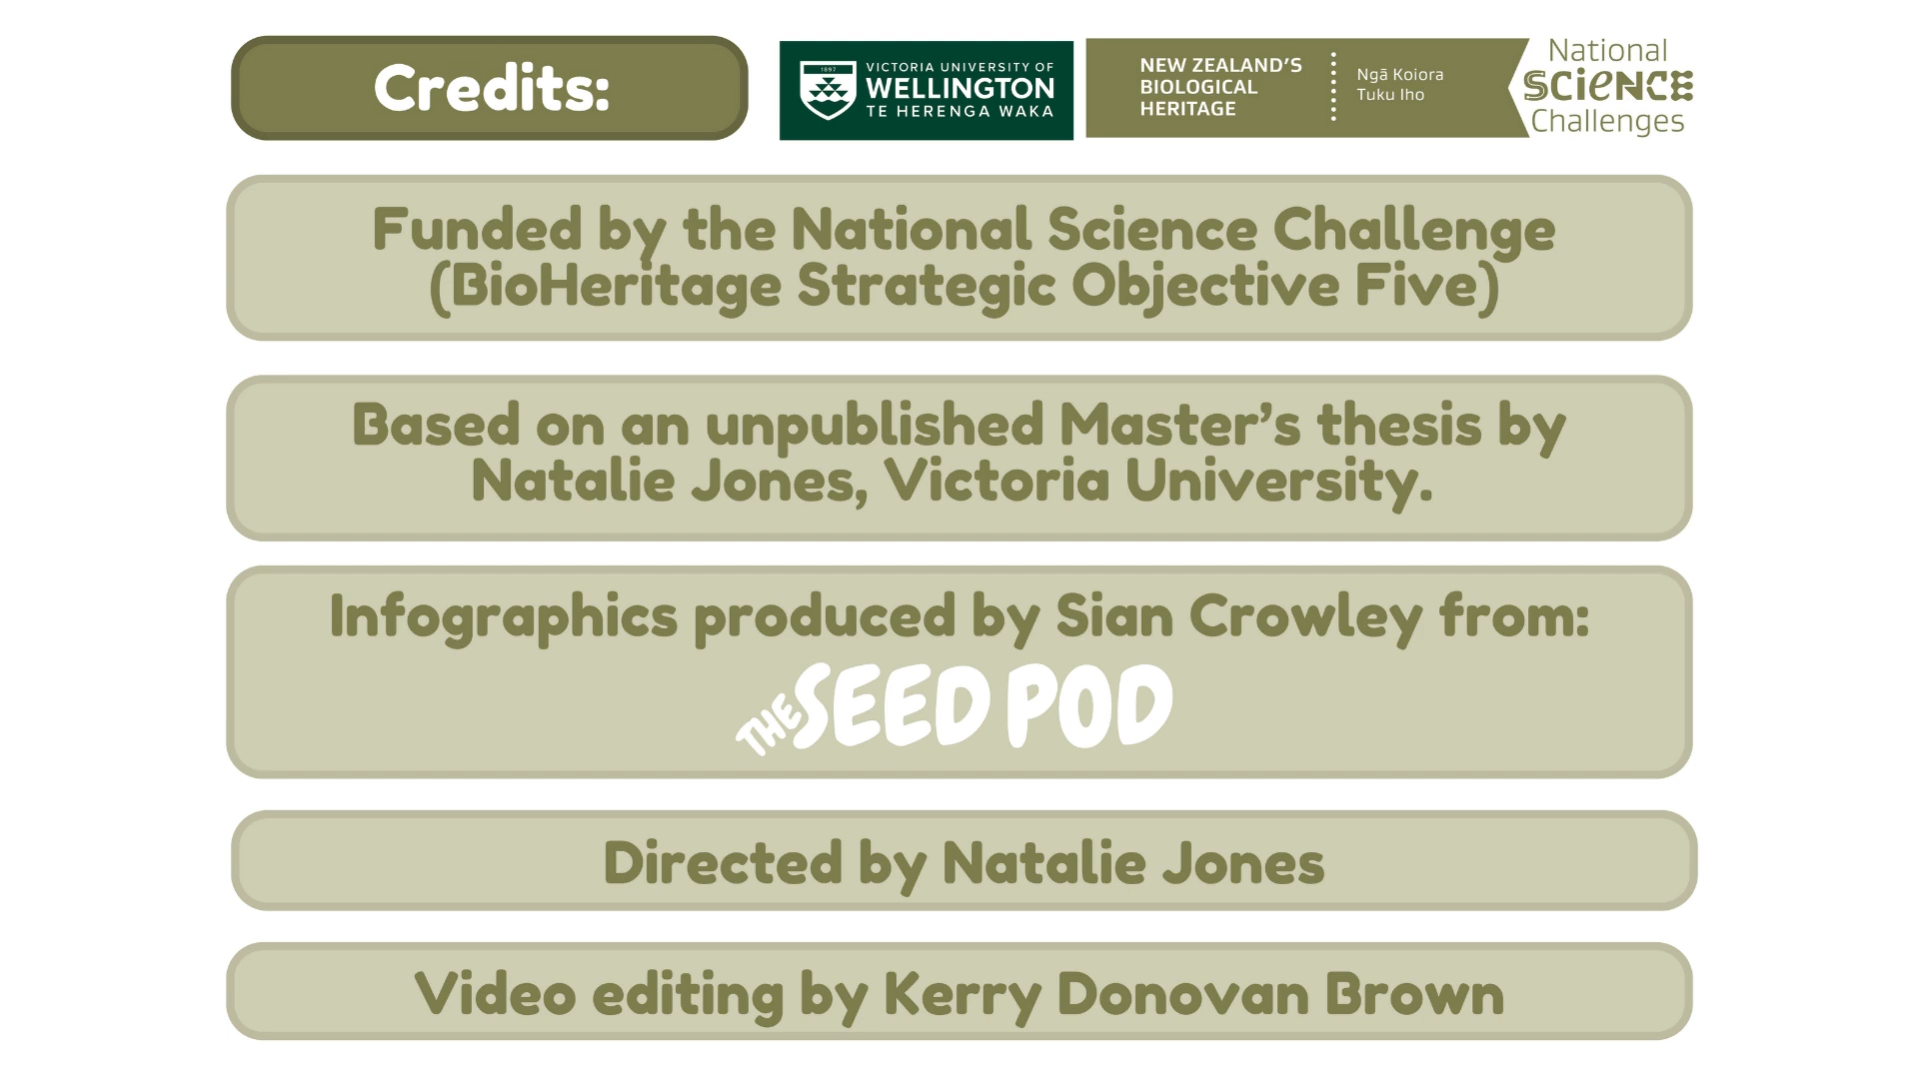 Credits:
1897
VICTORIA UNIVERSITY OF
WELLINGTON
TE HERENGA WAKA
NEW ZEALAND'S
BIOLOGICAL
HERITAGE
Ngā Koiora
Tuku Iho
National
SCiENCE
Challenges
Funded by the National Science Challenge
(BioHeritage Strategic Objective Five)
Based on an unpublished Master's thesis by
Natalie Jones, Victoria University.
Infographics produced by Sian Crowley from:
THE SEED POD
Directed by Natalie Jones
Video editing by Kerry Donovan Brown